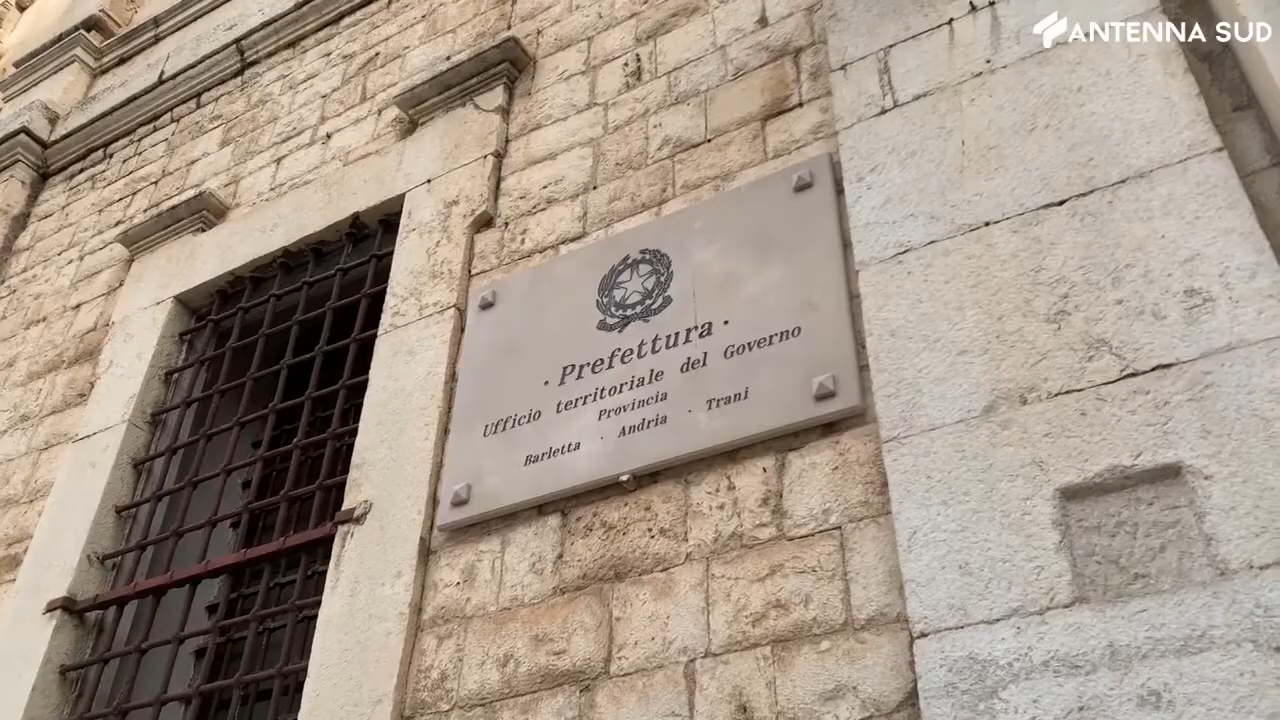 ANTENNA SUD
· Prefettura ·
Ufficio territoriale del Governo
Provincia
Barletta · Andria · Trani